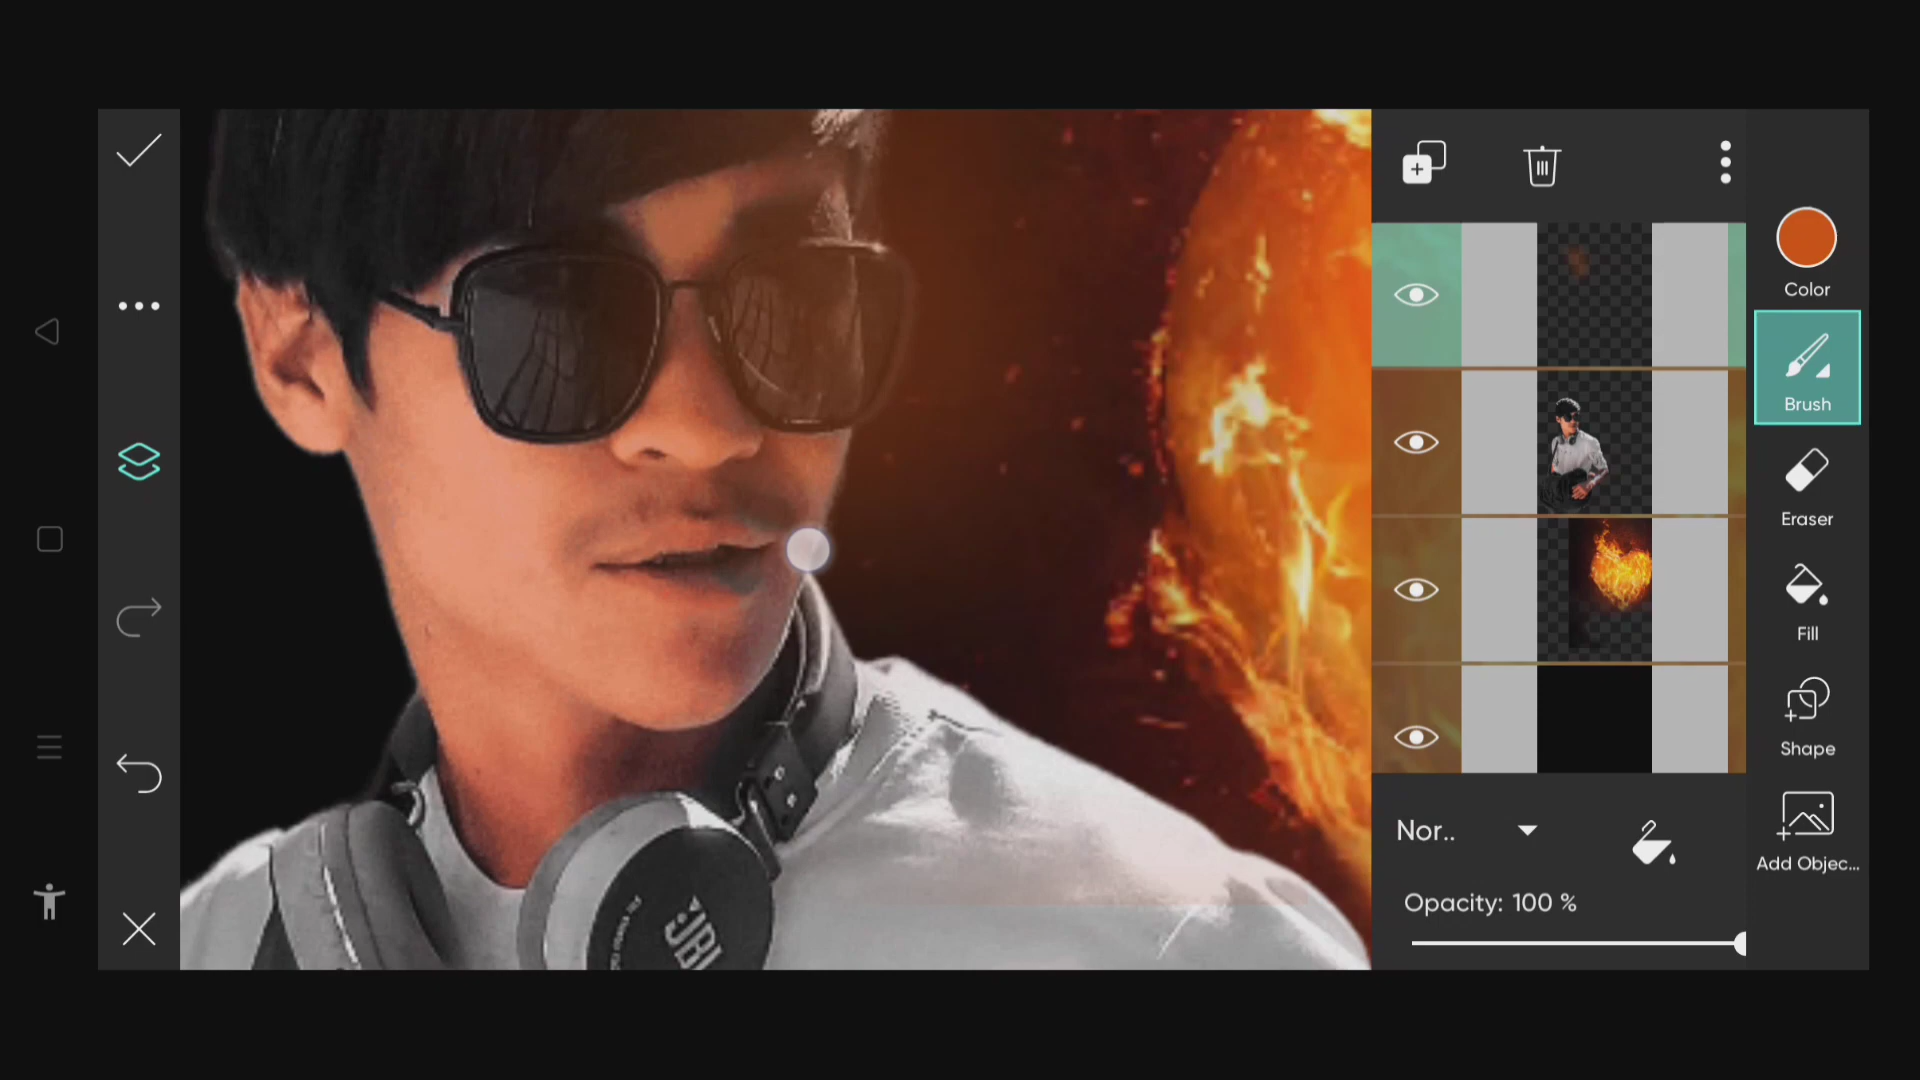 Color
Brush
Eraser
Fill
Shape
Add Objec...
Nor..
Opacity: 100 %
JBL